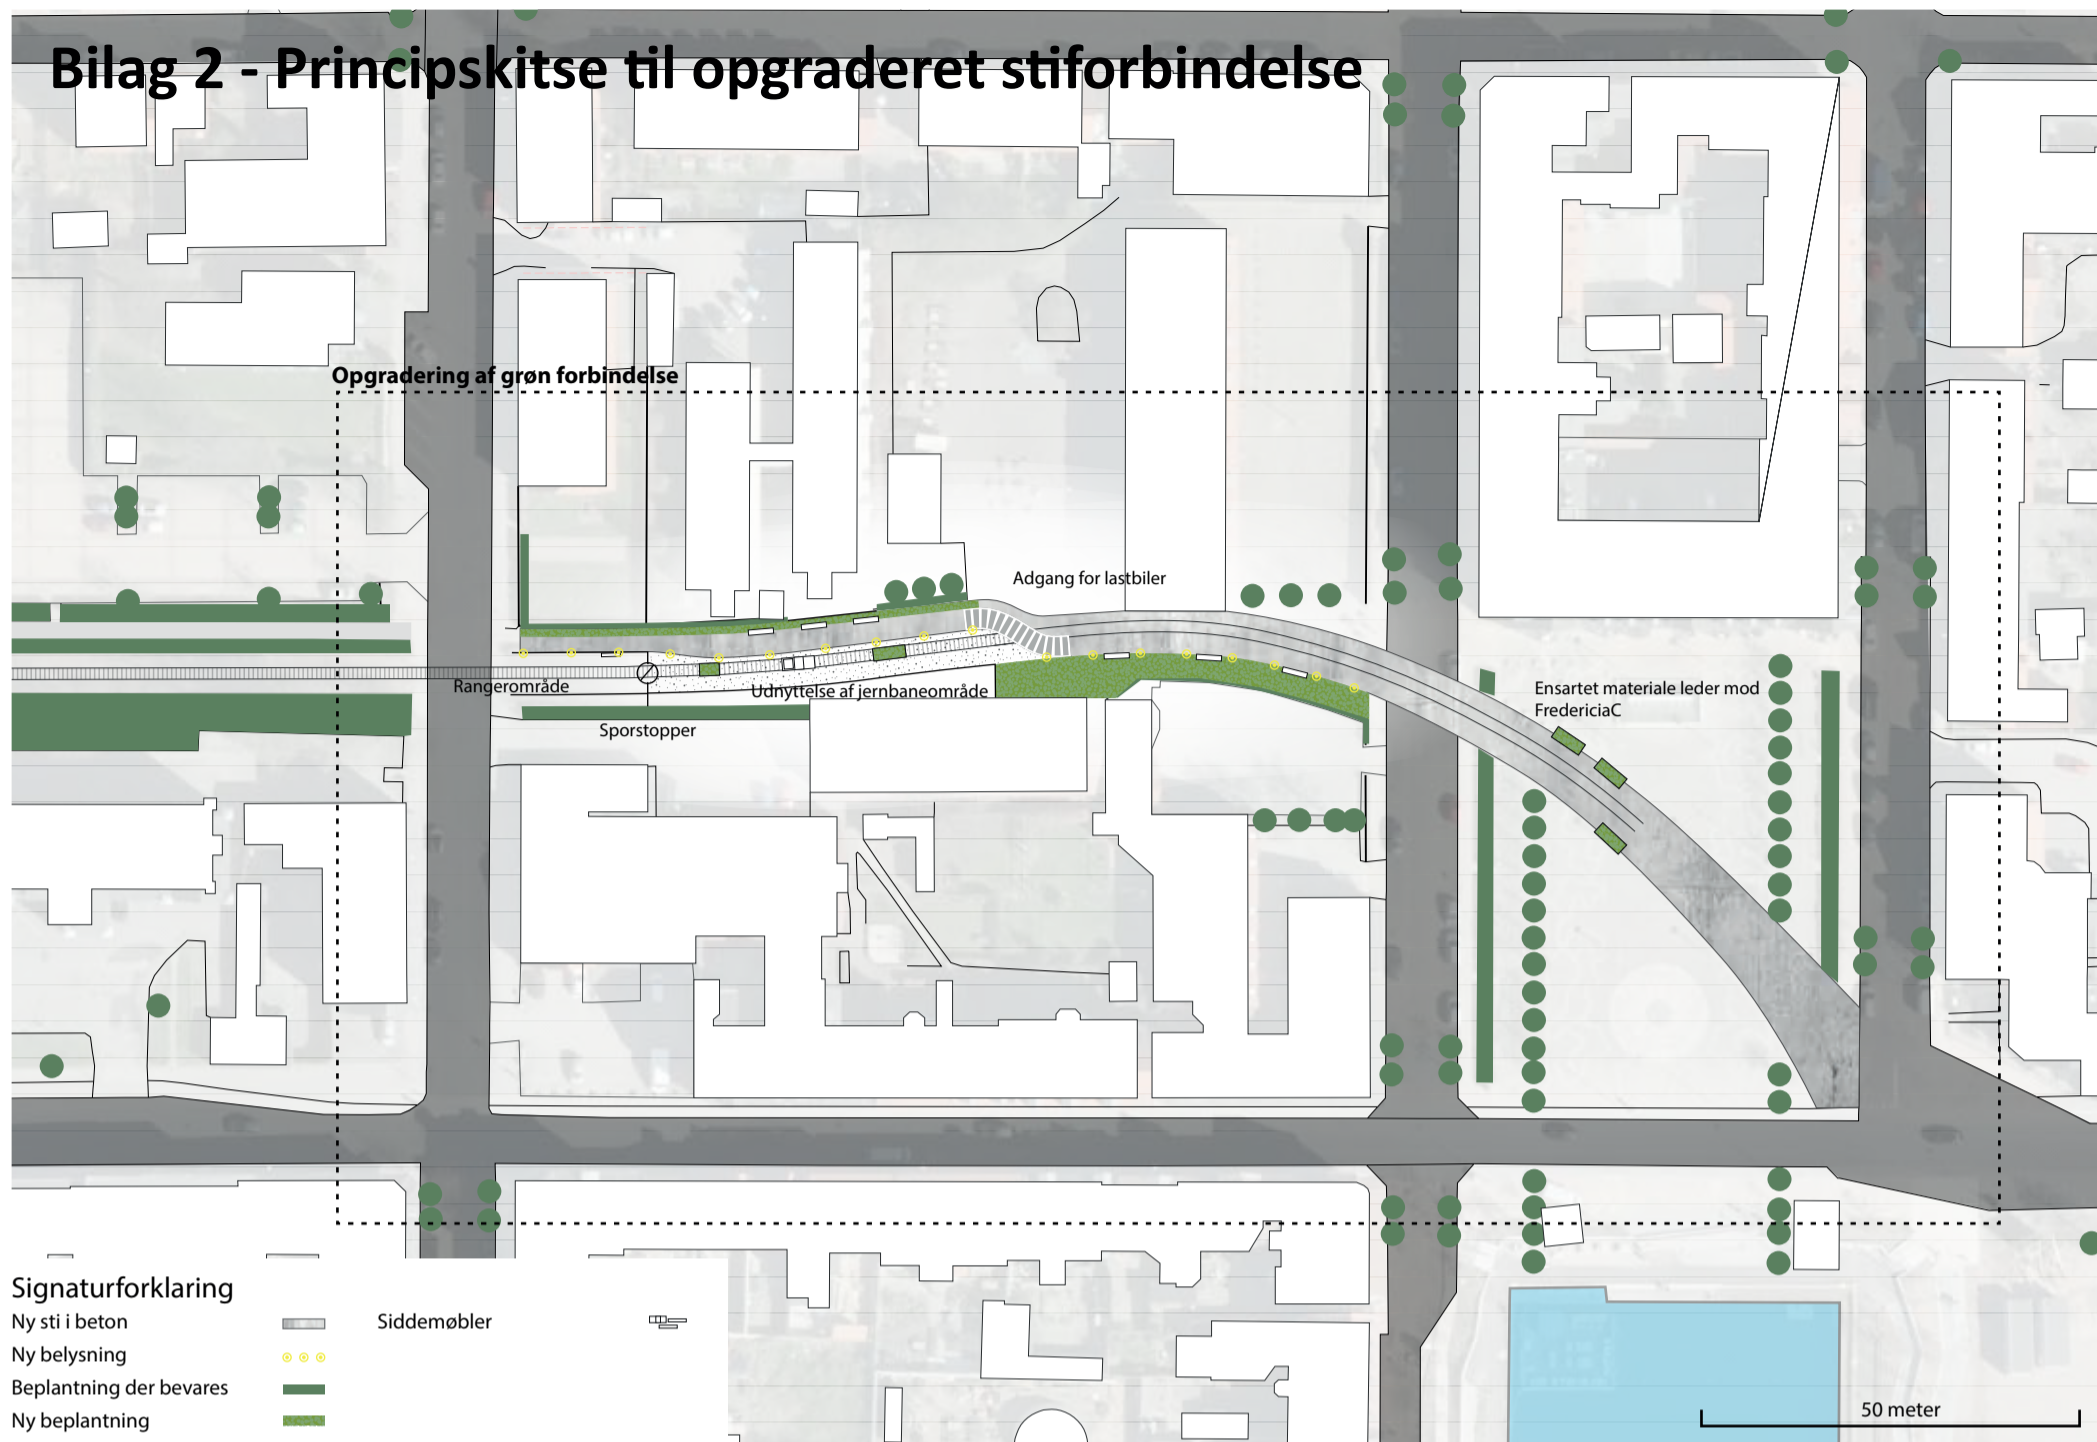 Bilag 2 - Principskitse til opgraderet stiforbindelse
Opgradering af grøn forbindelse
Adgang for lastbiler
Rangerområde
Udnyttelse af jernbaneområde
Sporstopper
Ensartet materiale leder mod
FredericiaC
Signaturforklaring
Ny sti i beton
Siddemøbler
Ny belysning
Beplantning der bevares
Ny beplantning
50 meter